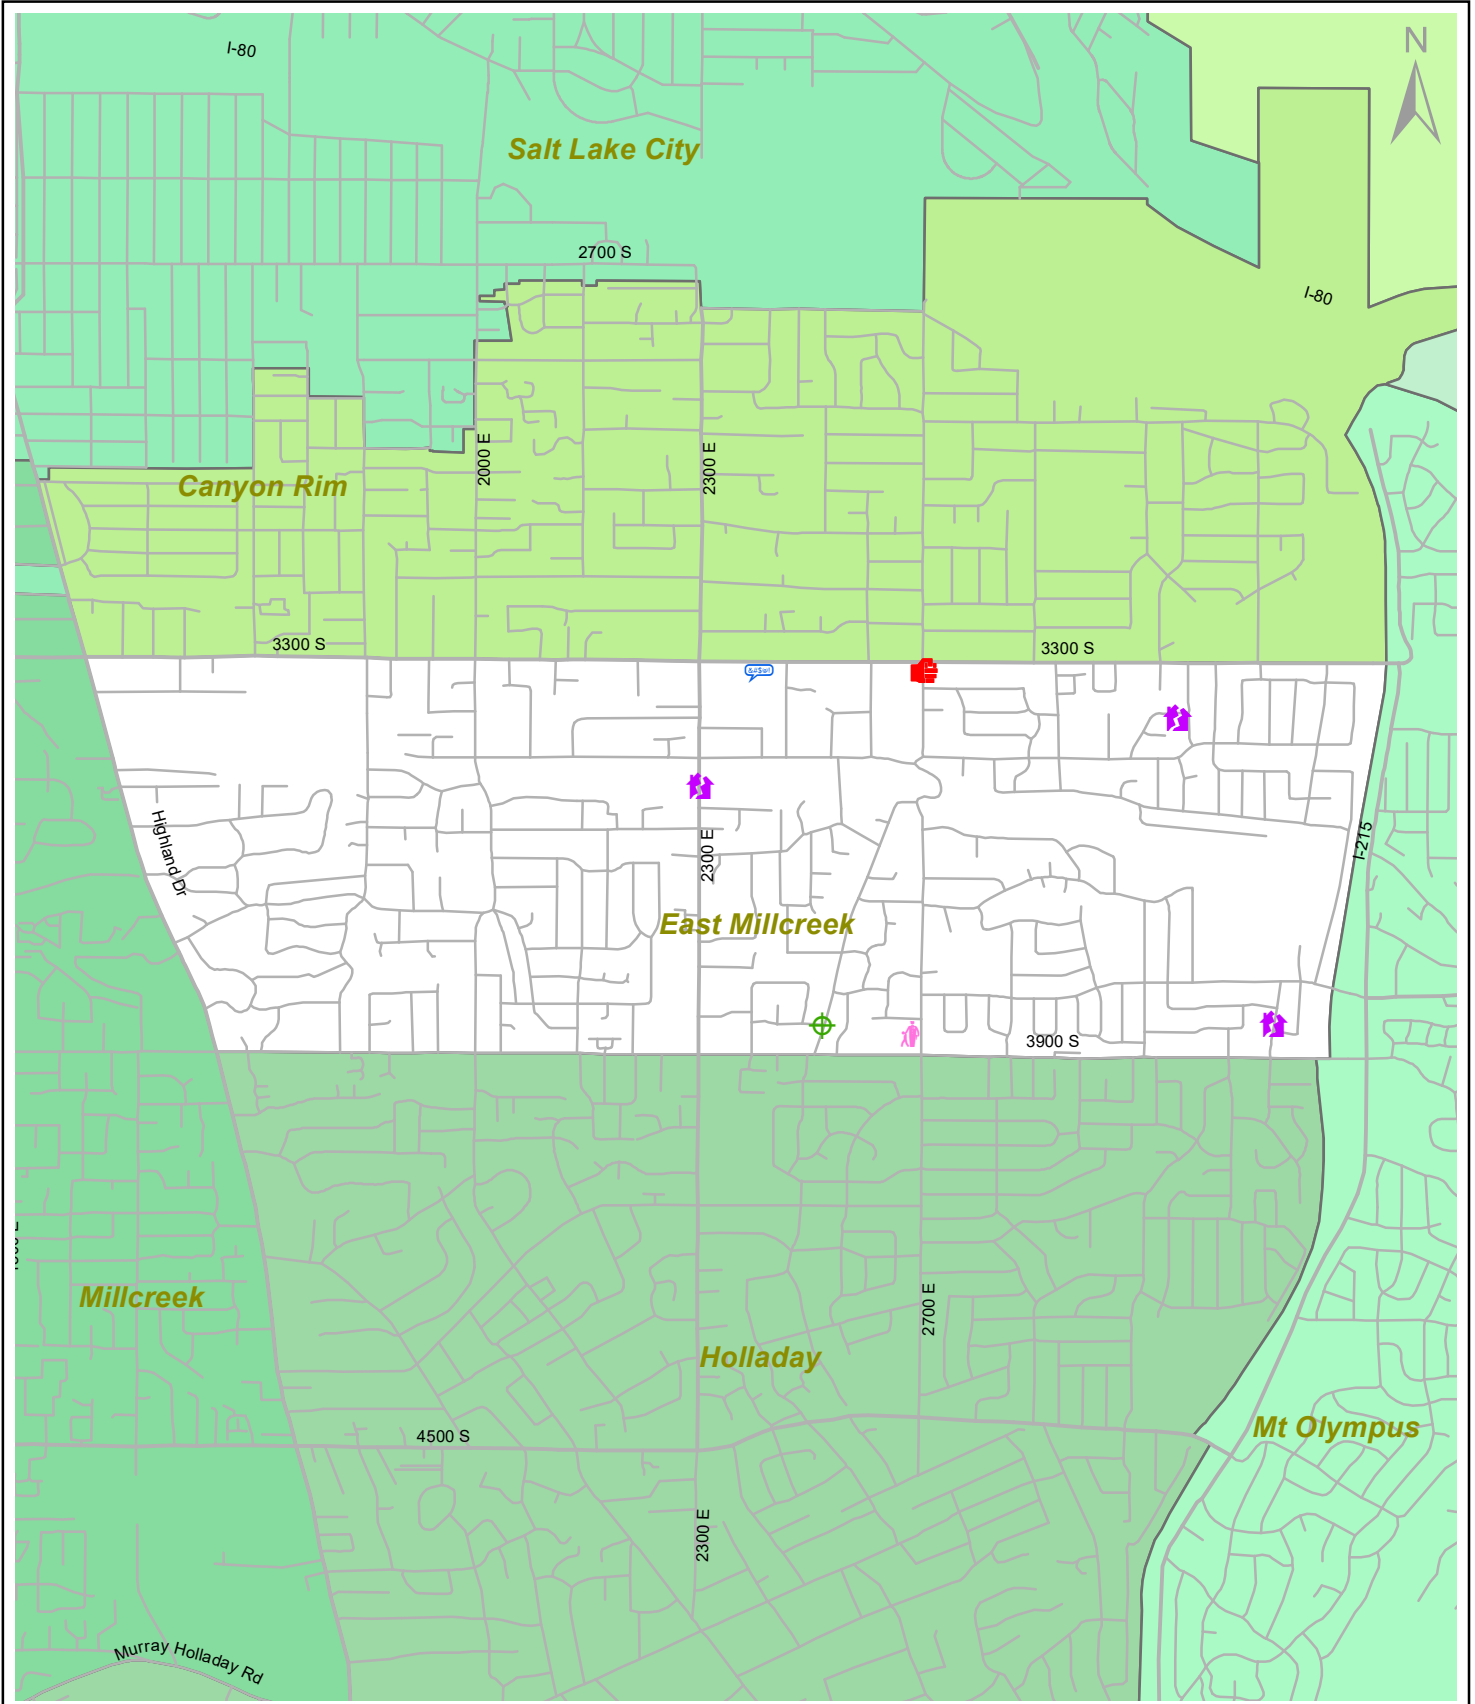 I-80
N
Salt Lake City
2700 S
I-80
2000 E
2300 E
Canyon Rim
3300 S
3300 S
&#$@!
Highland Dr
2300 E
I-215
East Millcreek
3900 S
Millcreek
2700 E
Holladay
Mt Olympus
4500 S
2300 E
Murray Holladay Rd